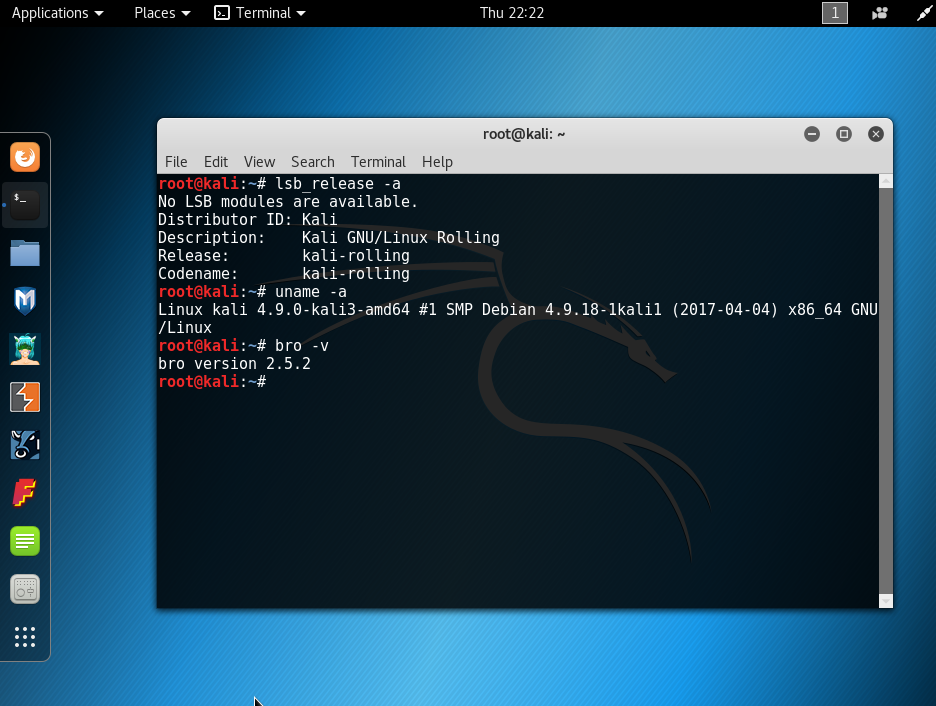 Applications Places Terminal Thu 22:22 1
root@kali: ~
File Edit View Search Terminal Help
root@kali:~# lsb_release -a
No LSB modules are available.
Distributor ID: Kali
Description:    Kali GNU/Linux Rolling
Release:        kali-rolling
Codename:       kali-rolling
root@kali:~# uname -a
Linux kali 4.9.0-kali3-amd64 #1 SMP Debian 4.9.18-1kali1 (2017-04-04) x86_64 GNU
/Linux
root@kali:~# bro -v
bro version 2.5.2
root@kali:~#